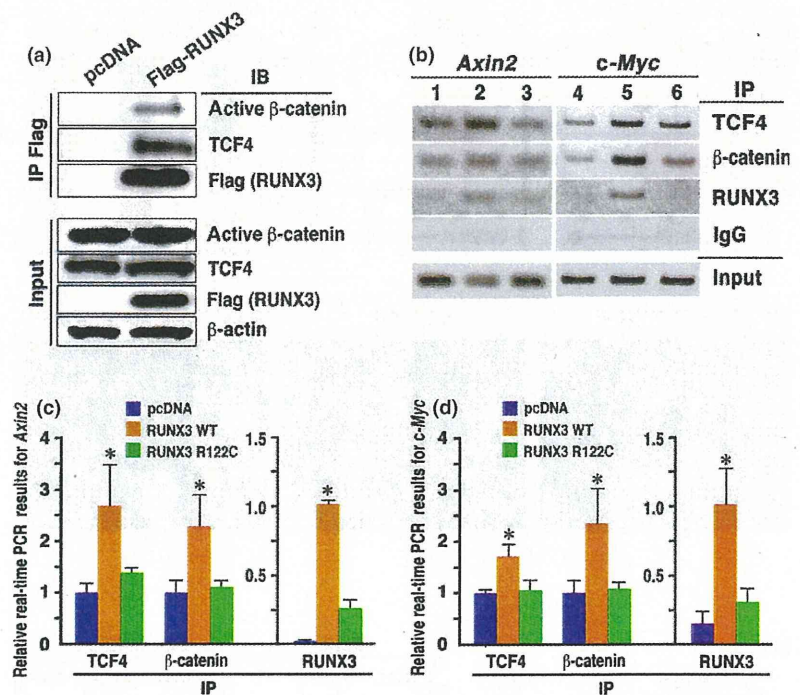 (a)
pcDNA
Flag-RUNX3
IB
IP Flag
Active β-catenin
TCF4
Flag (RUNX3)
Input
Active β-catenin
TCF4
Flag (RUNX3)
β-actin
(b)
Axin2 c-Myc
1 2 3 4 5 6 IP
TCF4
β-catenin
RUNX3
IgG
Input
(c)
pcDNA
RUNX3 WT
RUNX3 R122C
Relative real-time PCR results for Axin2
4
3
2
1
0
1.5
1.0
0.5
* * *
TCF4 β-catenin RUNX3
IP
(d)
pcDNA
RUNX3 WT
RUNX3 R122C
Relative real-time PCR results for c-Myc
4
3
2
1
0
1.5
1.0
0.5
* * *
TCF4 β-catenin RUNX3
IP